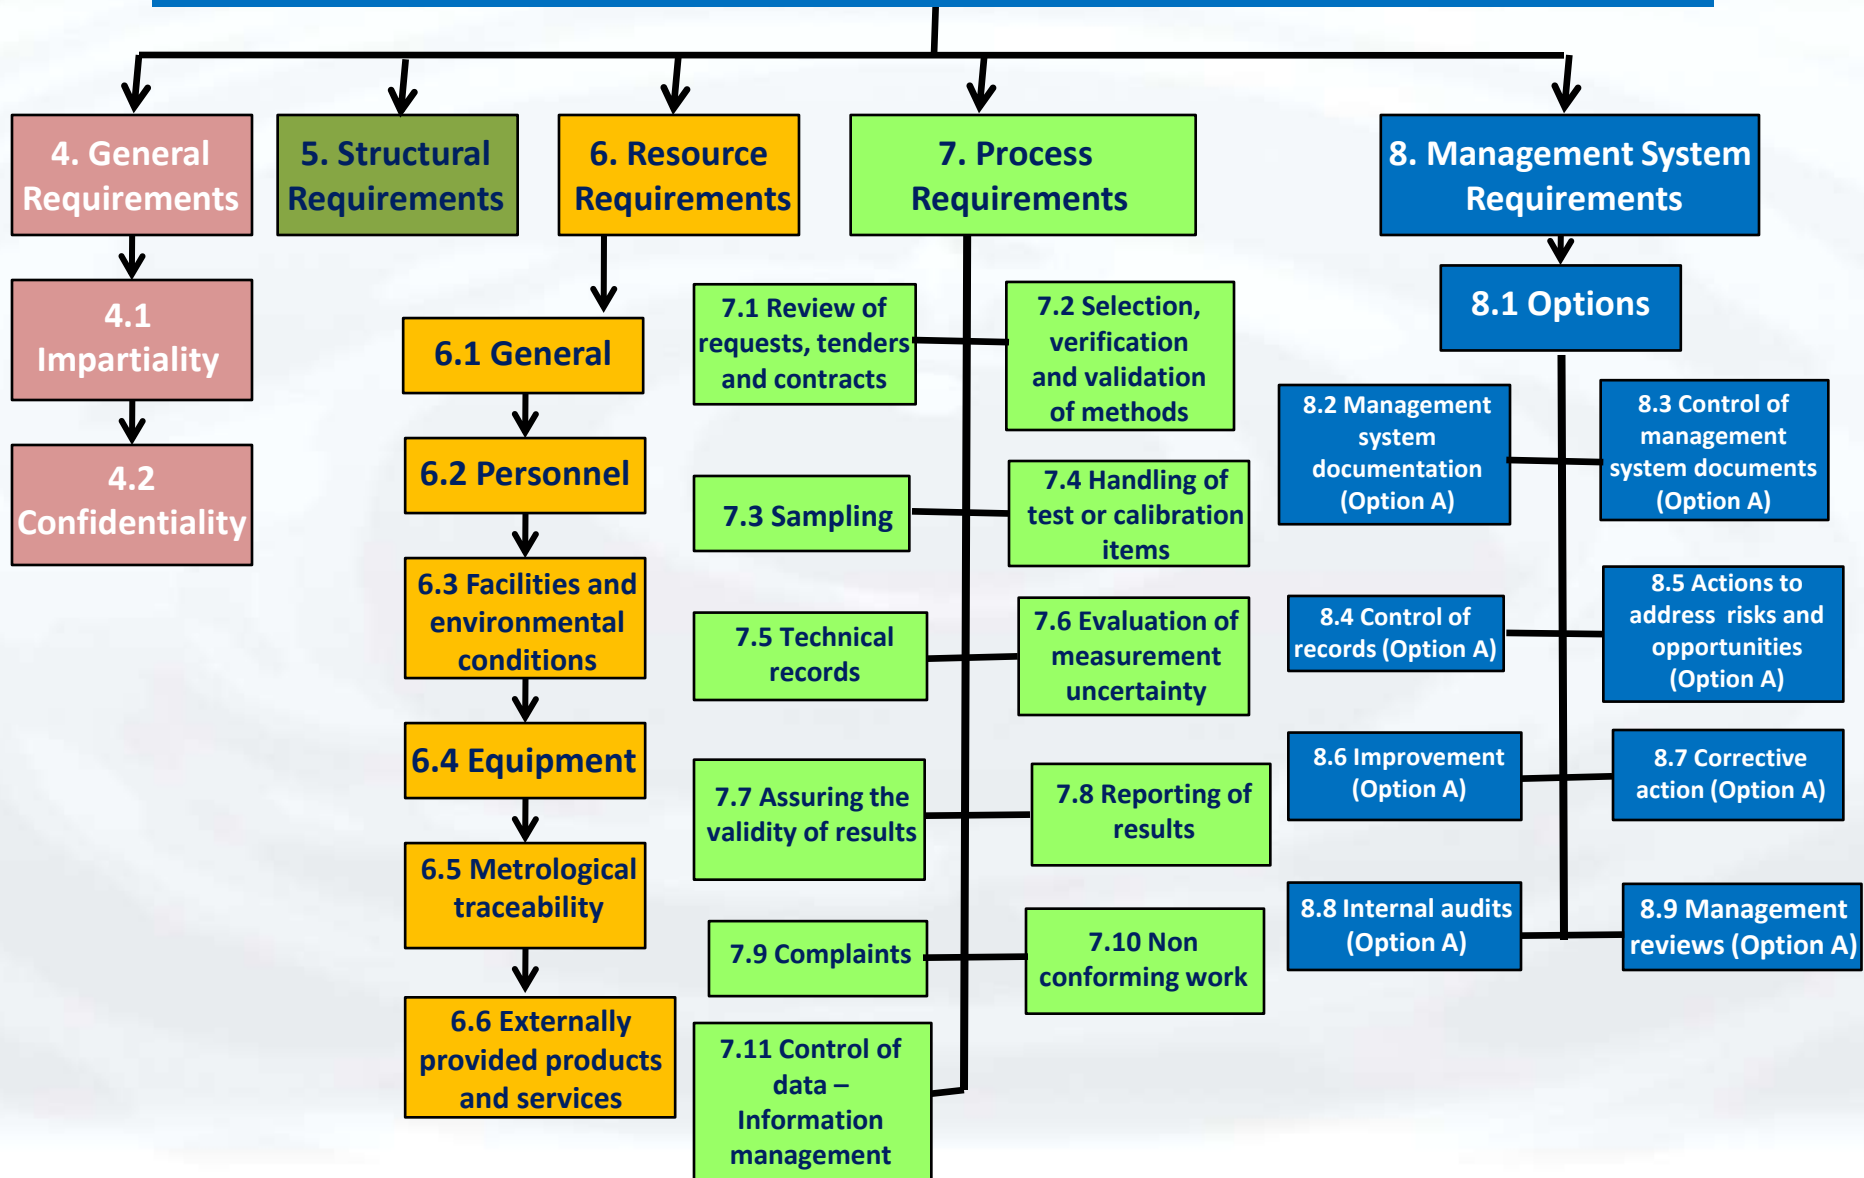 4. General
Requirements
5. Structural
Requirements
6. Resource
Requirements
7. Process
Requirements
8. Management System
Requirements
4.1
Impartiality
4.2
Confidentiality
6.1 General
6.2 Personnel
6.3 Facilities and
environmental
conditions
6.4 Equipment
6.5 Metrological
traceability
6.6 Externally
provided products
and services
7.1 Review of
requests, tenders
and contracts
7.2 Selection,
verification
and validation
of methods
7.3 Sampling
7.4 Handling of
test or calibration
items
7.5 Technical
records
7.6 Evaluation of
measurement
uncertainty
7.7 Assuring the
validity of results
7.8 Reporting of
results
7.9 Complaints
7.10 Non
conforming work
7.11 Control of
data –
Information
management
8.1 Options
8.2 Management
system
documentation
(Option A)
8.3 Control of
management
system documents
(Option A)
8.4 Control of
records (Option A)
8.5 Actions to
address risks and
opportunities
(Option A)
8.6 Improvement
(Option A)
8.7 Corrective
action (Option A)
8.8 Internal audits
(Option A)
8.9 Management
reviews (Option A)